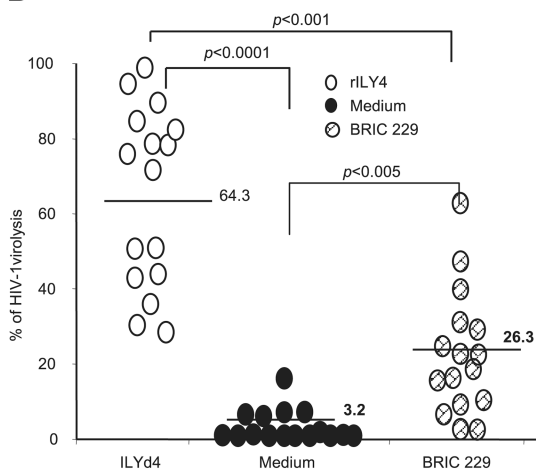 p<0.001
p<0.0001
100
rILY4
Medium
BRIC 229
80
p<0.005
64.3
60
% of HIV-1virolysis
40
26.3
20
3.2
0
ILYd4
Medium
BRIC 229